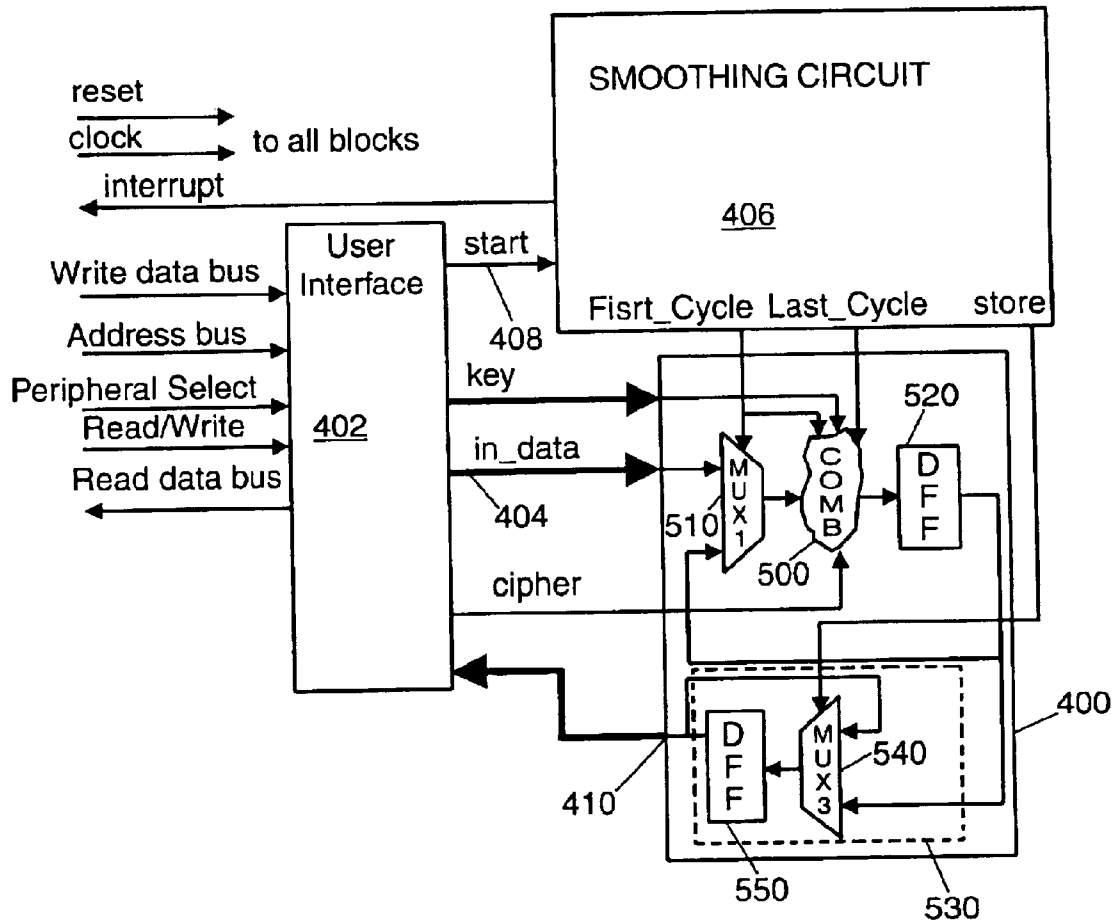 SMOOTHING CIRCUIT
reset
clock
to all blocks
interrupt
406
User
Interface
start
Write data bus
Fisrt_Cycle
Last_Cycle
store
408
Address bus
key
Peripheral Select
402
520
Read/Write
in_data
Read data bus
404
510
MUX1
COMB
DFF
500
cipher
400
DFF
MUX3
540
410
550
530